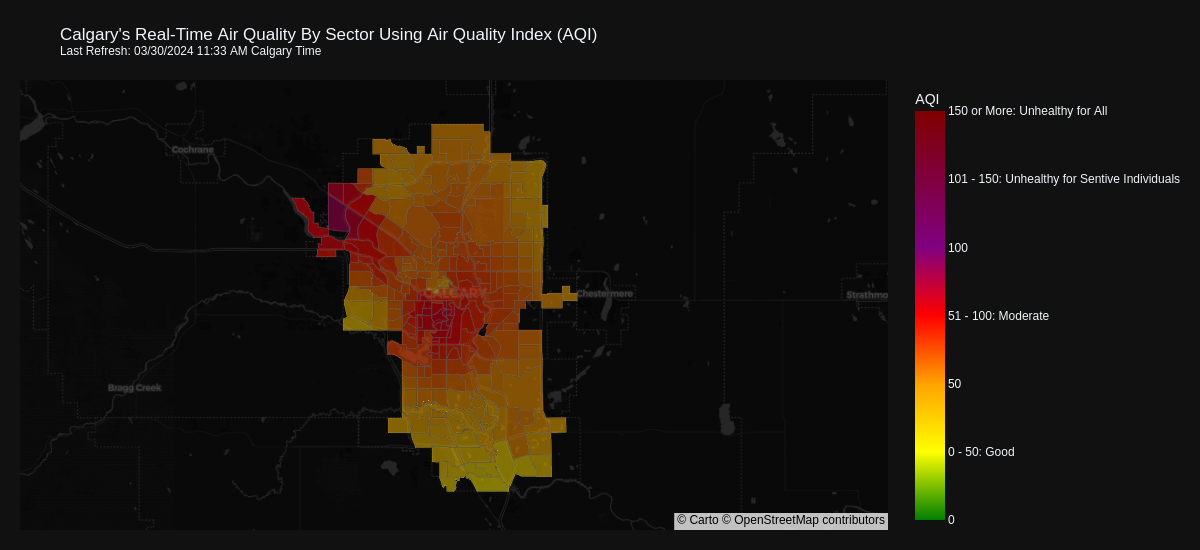 Calgary's Real-Time Air Quality By Sector Using Air Quality Index (AQI)
Last Refresh: 03/30/2024 11:33 AM Calgary Time
AQI
150 or More: Unhealthy for All
Cochrane
101 - 150: Unhealthy for Sentive Individuals
100
CALGARY
Chestermere
Strathmo
51 - 100: Moderate
Bragg Creek
50
0 - 50: Good
© Carto © OpenStreetMap contributors
0